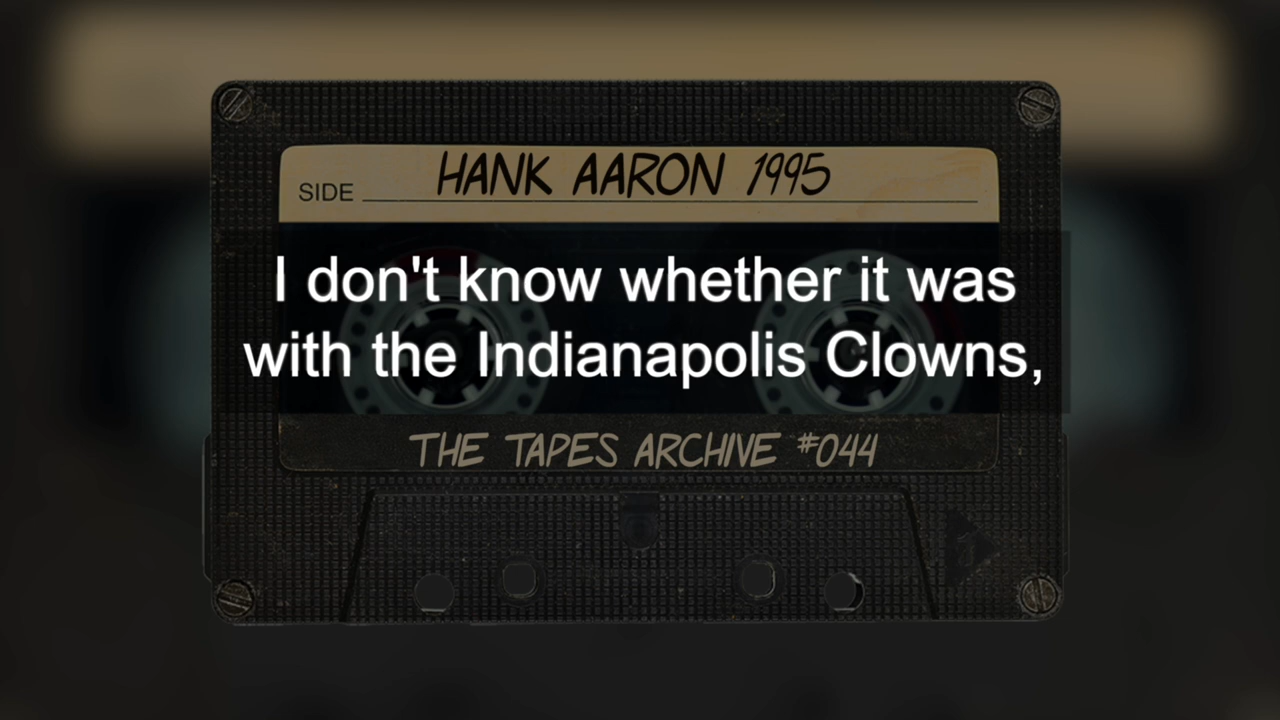 HANK AARON 1995
SIDE
I don't know whether it was
with the Indianapolis Clowns,
THE TAPES ARCHIVE #044